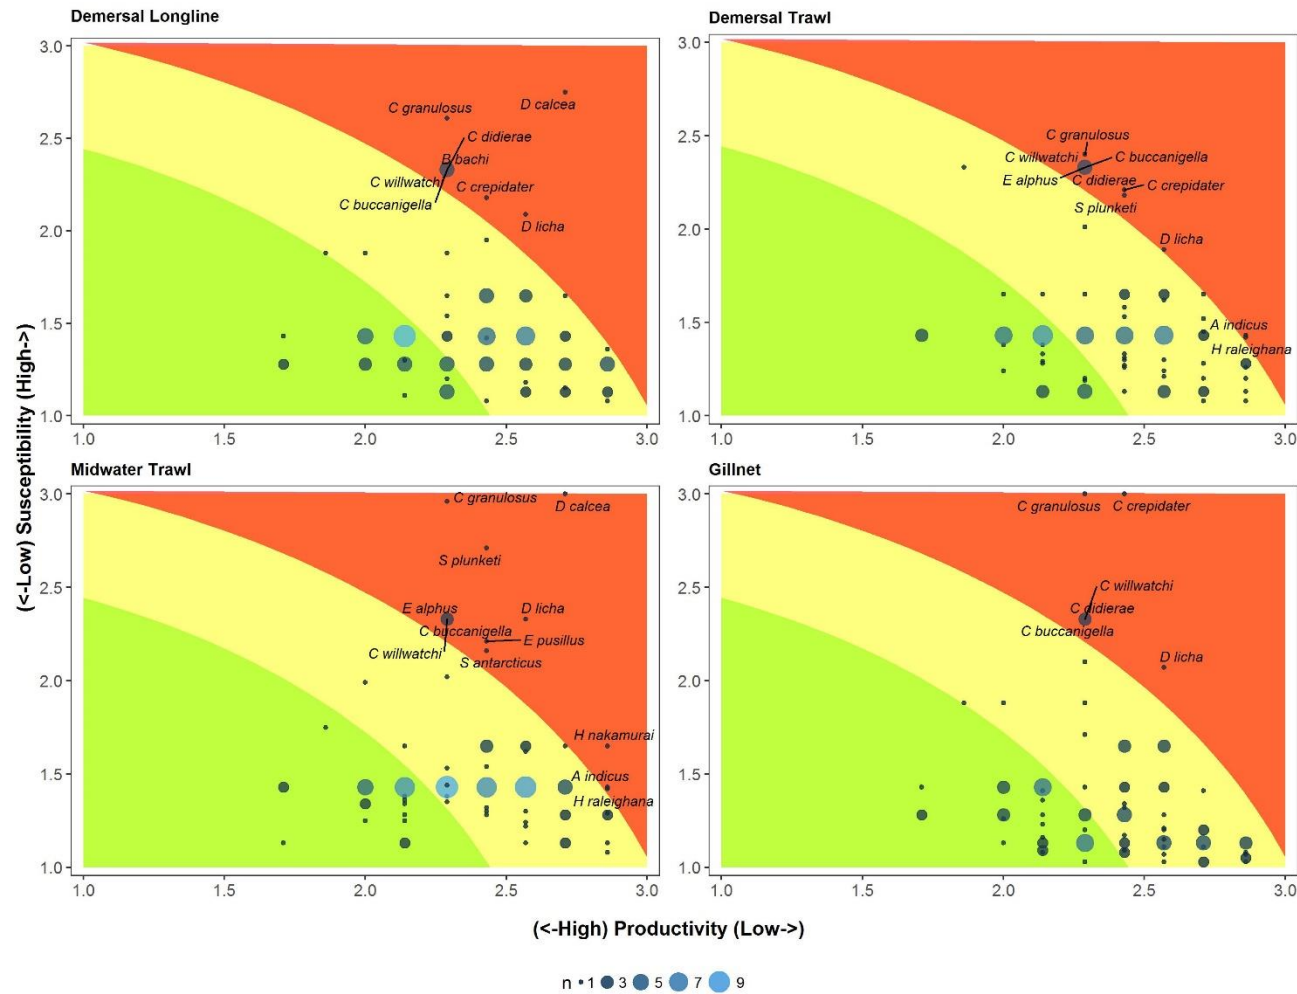 Demersal Longline
3.0
2.5
2.0
1.5
1.0
C granulosus
D calcea
C didierae
B bachi
C willwatchi
C crepidater
C buccanigella
D licha
1.0 1.5 2.0 2.5 3.0
Demersal Trawl
3.0
2.5
2.0
1.5
1.0
C granulosus
C willwatchi C buccanigella
E alphus C didierae C crepidater
S plunketi
D licha
A indicus
H raleighana
1.0 1.5 2.0 2.5 3.0
(<-Low) Susceptibility (High->)
Midwater Trawl
3.0
2.5
2.0
1.5
1.0
C granulosus
D calcea
S plunketi
E alphus D licha
C buccanigella
E pusillus
C willwatchi S antarcticus
H nakamurai
A indicus
H raleighana
1.0 1.5 2.0 2.5 3.0
Gillnet
3.0
2.5
2.0
1.5
1.0
C granulosus C crepidater
C willwatchi
C didierae
C buccanigella
D licha
1.0 1.5 2.0 2.5 3.0
(<-High) Productivity (Low->)
n 1 3 5 7 9